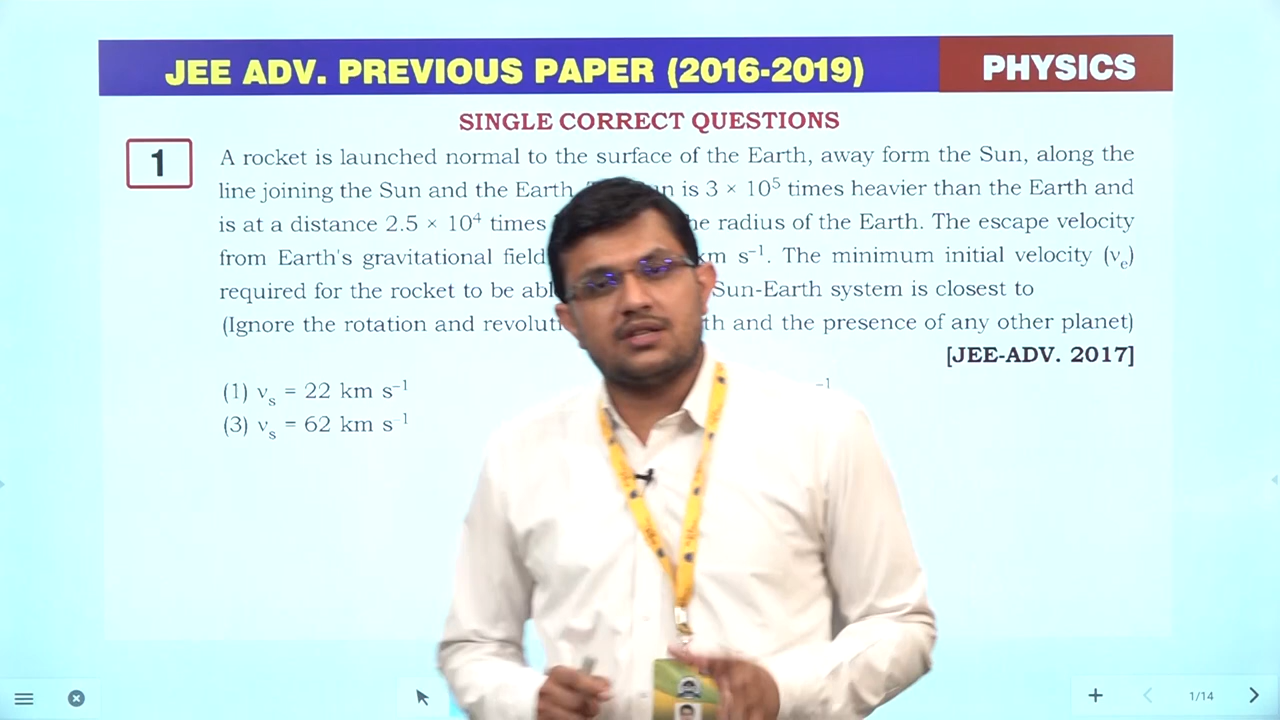 JEE ADV. PREVIOUS PAPER (2016-2019) PHYSICS
SINGLE CORRECT QUESTIONS
1
A rocket is launched normal to the surface of the Earth, away form the Sun, along the
line joining the Sun and the Earth. is 3 × 10⁵ times heavier than the Earth and
is at a distance 2.5 × 10⁴ times radius of the Earth. The escape velocity
from Earth's gravitational field km s⁻¹. The minimum initial velocity (vₑ)
required for the rocket to be Sun-Earth system is closest to
(Ignore the rotation and and the presence of any other planet)
[JEE-ADV. 2017]
(1) vₛ = 22 km s⁻¹ ⁻¹
(3) vₛ = 62 km s⁻¹
1/14